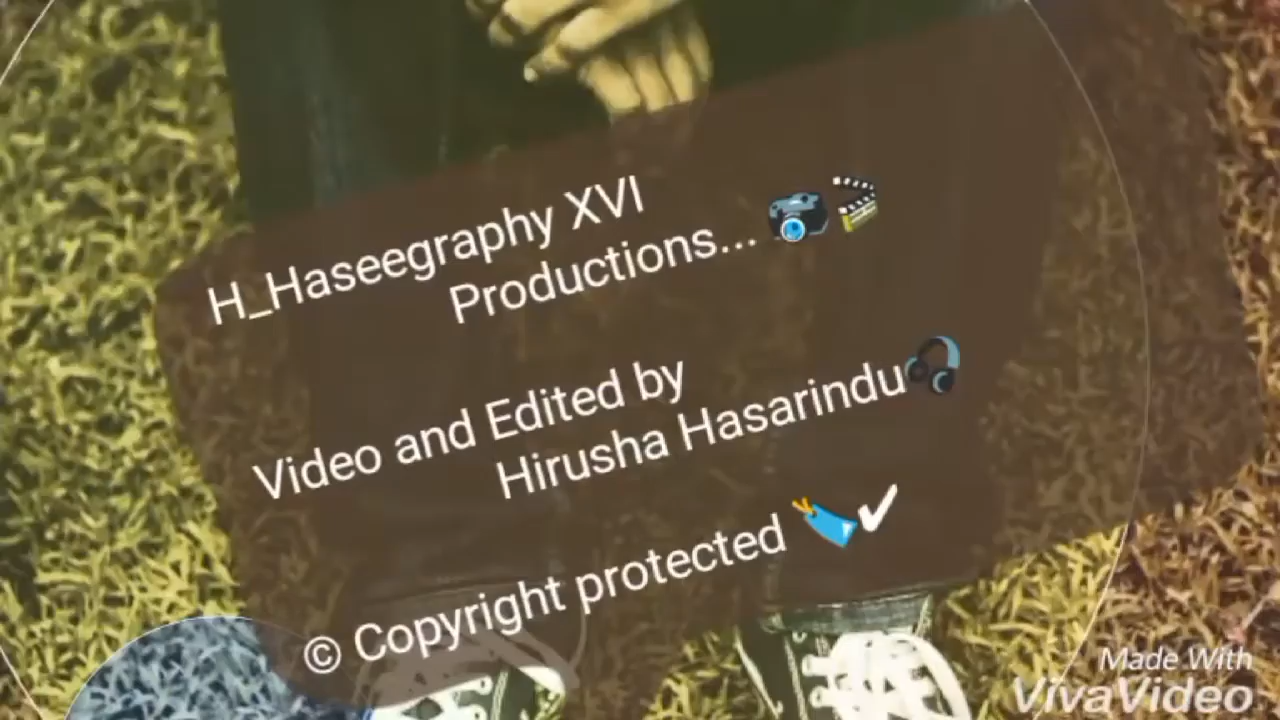 H_Haseegraphy XVI
Productions... 📷🎬
Video and Edited by
Hirusha Hasarindu🎧
© Copyright protected 🏷️✔
Made With
VivaVideo